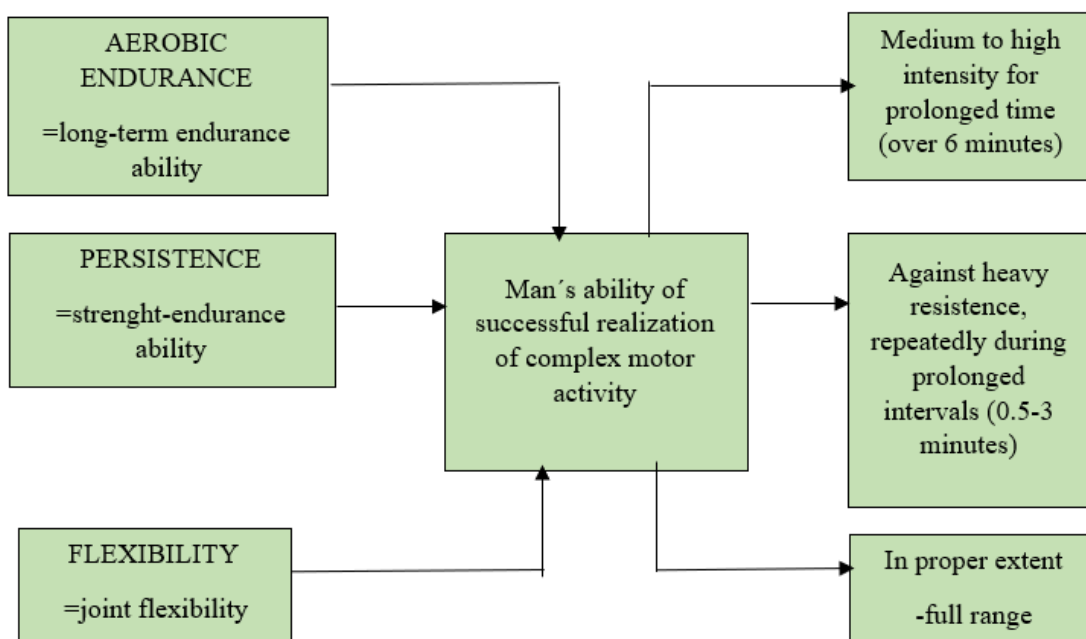 AEROBIC
ENDURANCE
=long-term endurance
ability
PERSISTENCE
=strenght-endurance
ability
FLEXIBILITY
=joint flexibility
Man´s ability of
successful realization
of complex motor
activity
Medium to high
intensity for
prolonged time
(over 6 minutes)
Against heavy
resistence,
repeatedly during
prolonged
intervals (0.5-3
minutes)
In proper extent
-full range